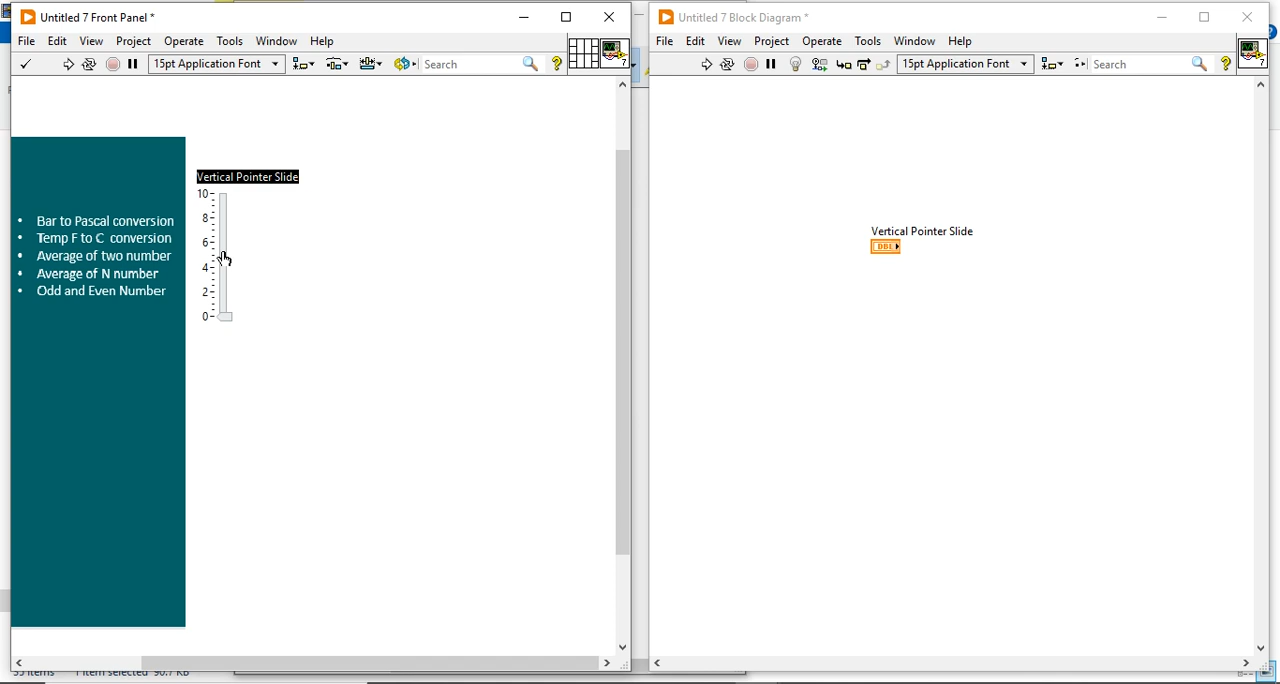 Untitled 7 Front Panel *
File Edit View Project Operate Tools Window Help
15pt Application Font
Search
?
7
• Bar to Pascal conversion
• Temp F to C conversion
• Average of two number
• Average of N number
• Odd and Even Number
Vertical Pointer Slide
10
8
6
4
2
0
Untitled 7 Block Diagram *
File Edit View Project Operate Tools Window Help
15pt Application Font
Search
?
7
Vertical Pointer Slide
DBL